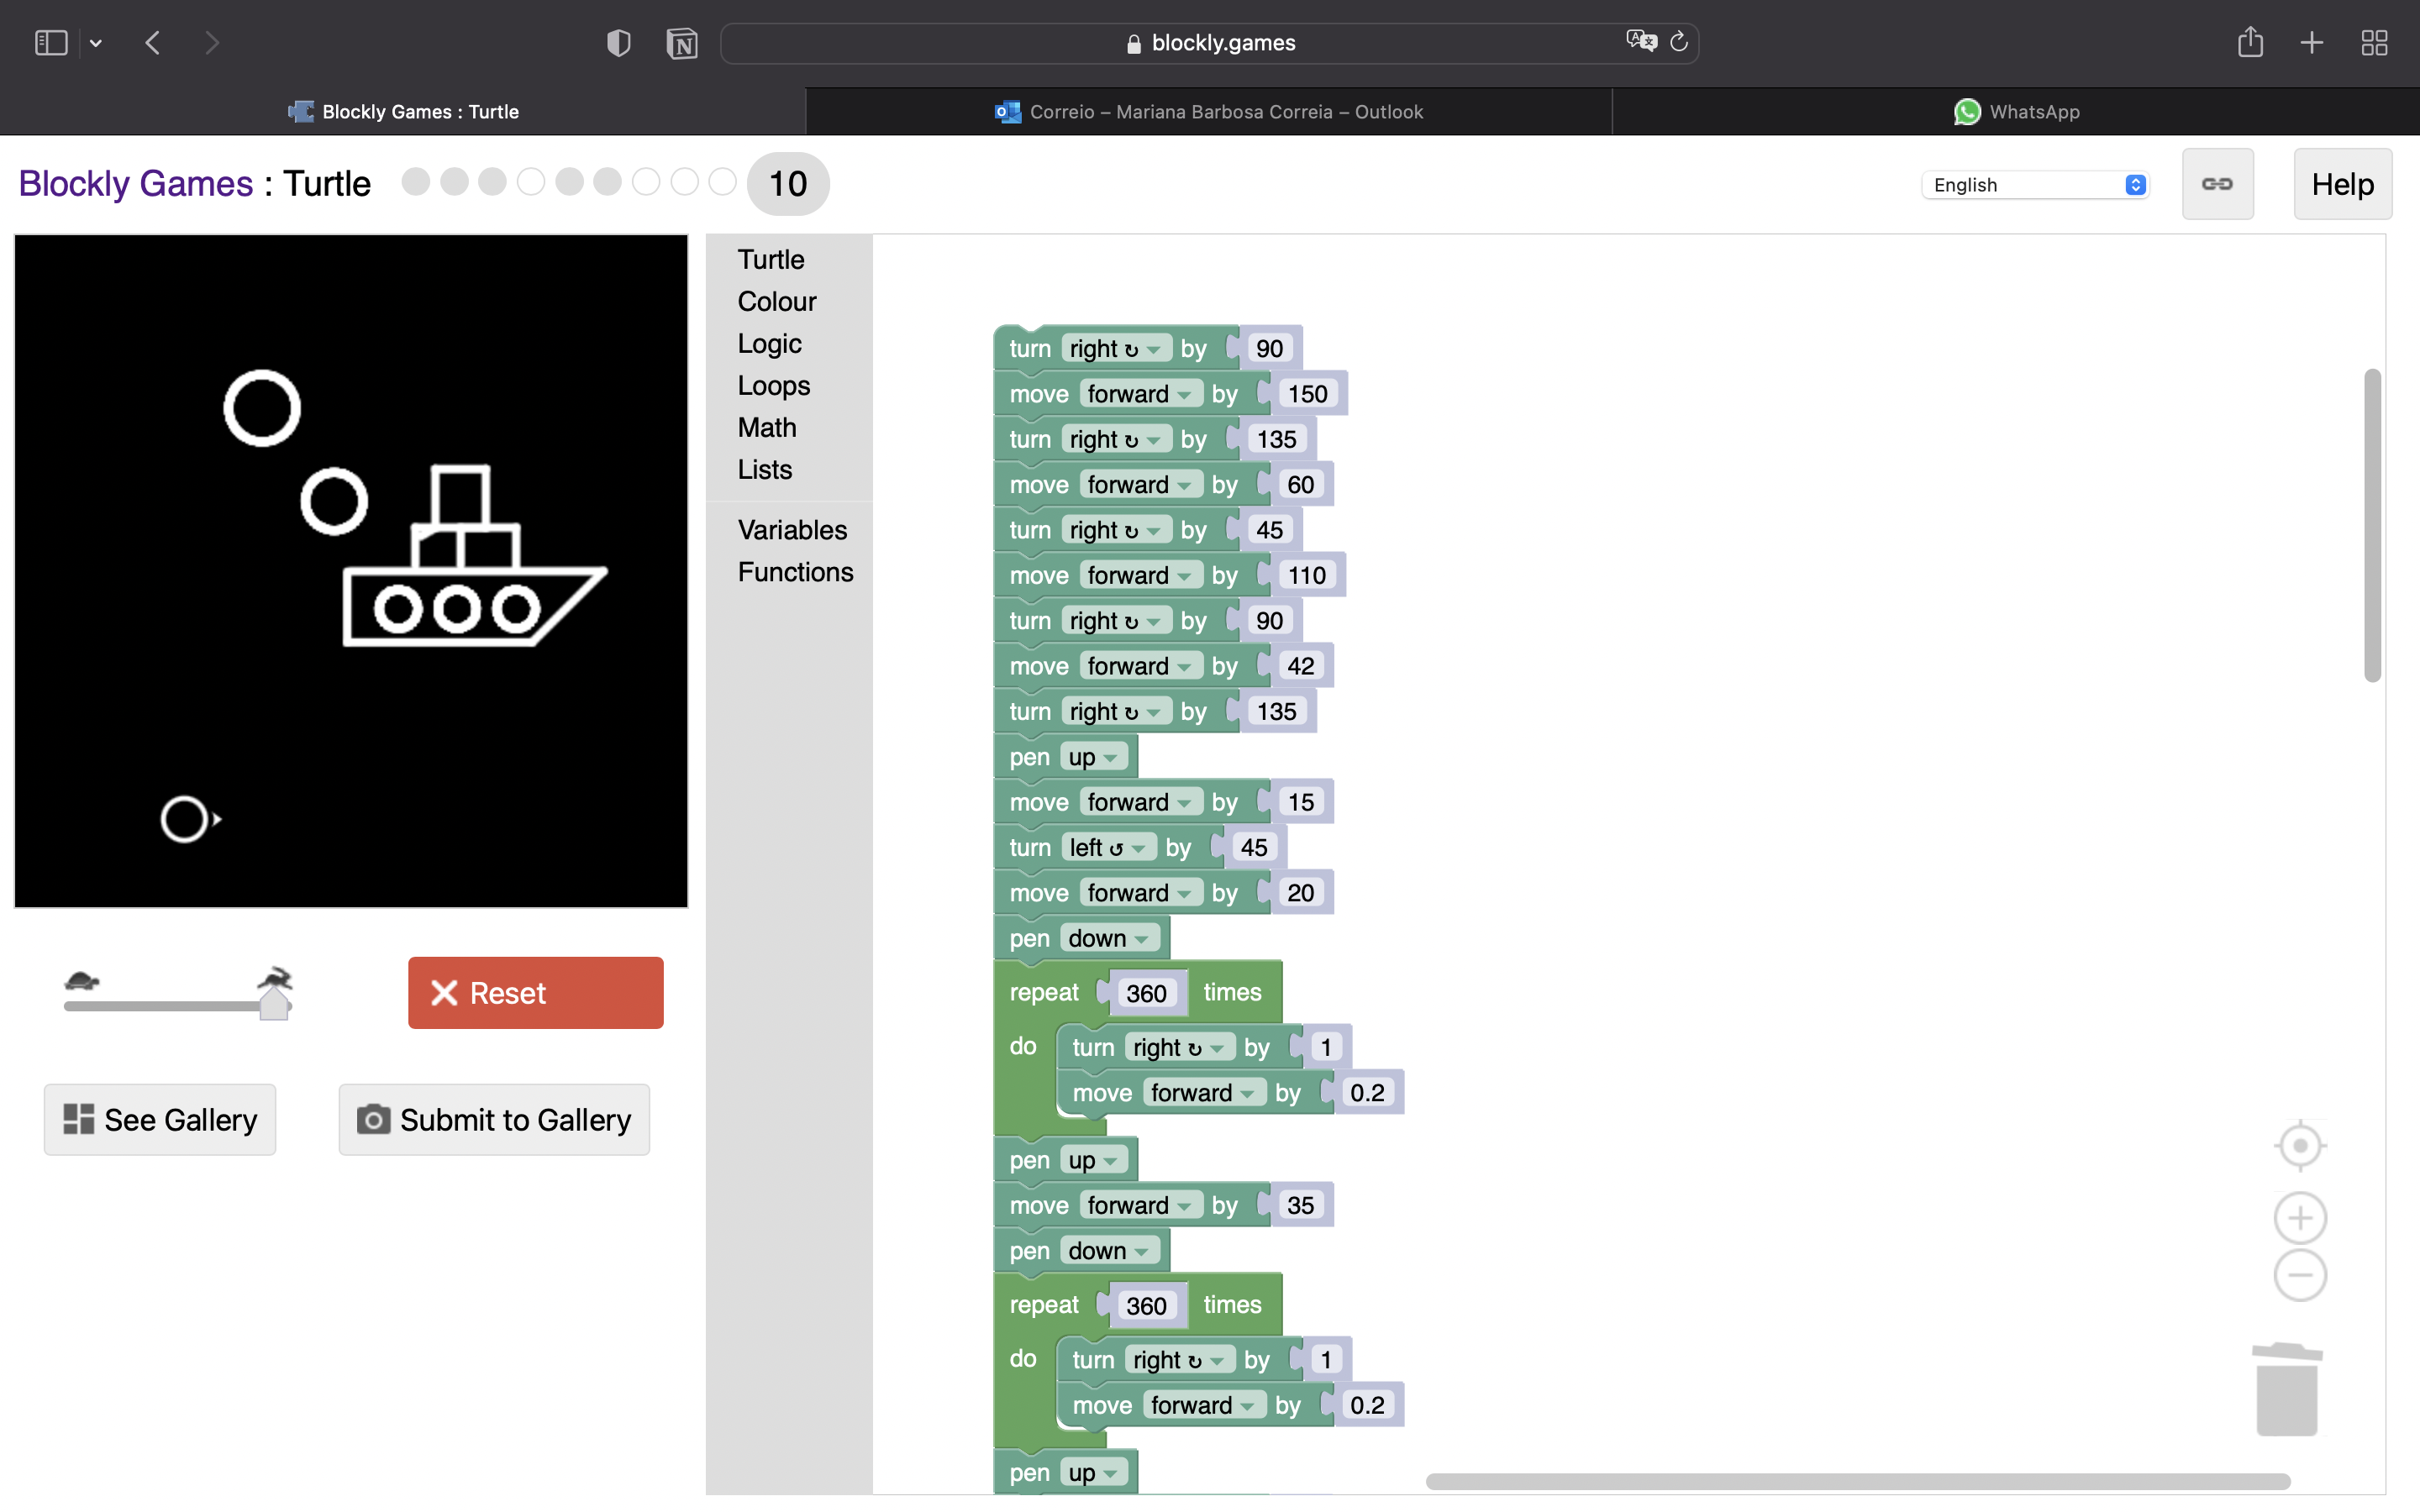 blockly.games
Blockly Games : Turtle
Correio – Mariana Barbosa Correia – Outlook
WhatsApp
Blockly Games : Turtle
10
English
Help
Turtle
Colour
Logic
Loops
Math
Lists
Variables
Functions
turn right ↻ by 90
move forward by 150
turn right ↻ by 135
move forward by 60
turn right ↻ by 45
move forward by 110
turn right ↻ by 90
move forward by 42
turn right ↻ by 135
pen up
move forward by 15
turn left ↺ by 45
move forward by 20
pen down
repeat 360 times
do turn right ↻ by 1
move forward by 0.2
pen up
move forward by 35
pen down
repeat 360 times
do turn right ↻ by 1
move forward by 0.2
pen up
Reset
See Gallery
Submit to Gallery